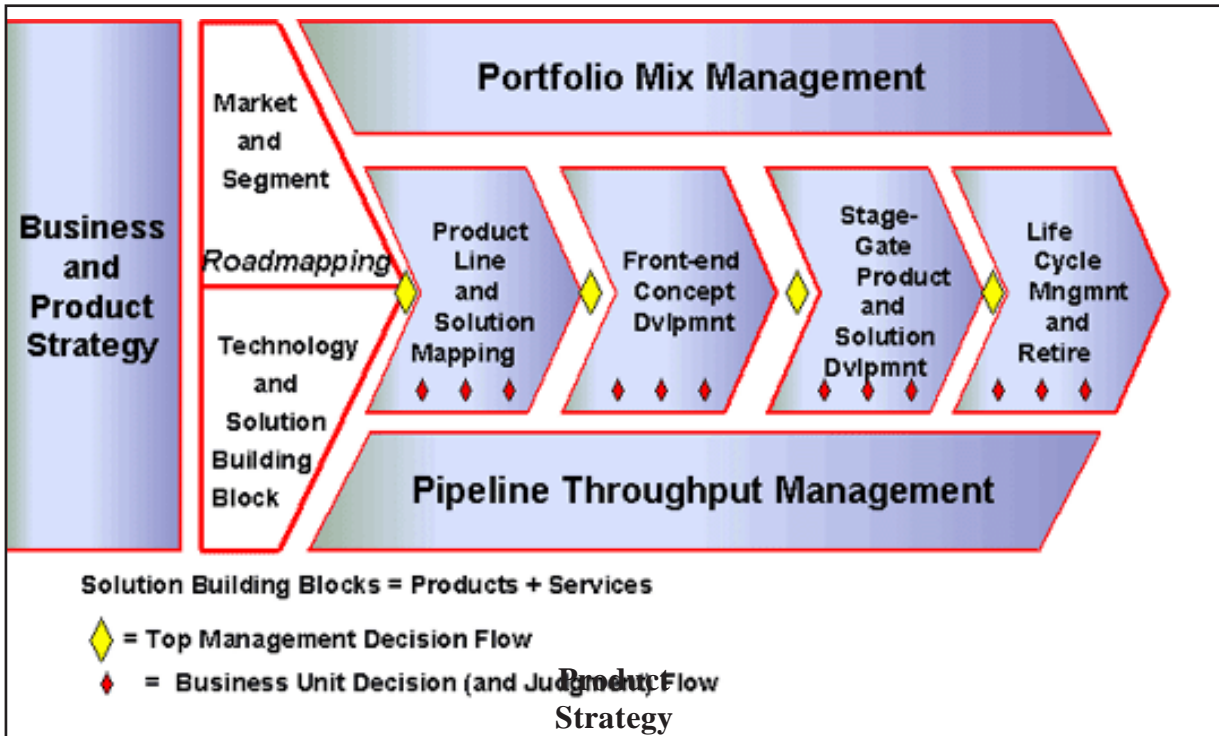 Business
and
Product
Strategy
Market
and
Segment
Roadmapping
Technology
and
Solution
Building
Block
Portfolio Mix Management
Product
Line
and
Solution
Mapping
Front-end
Concept
Dvlpmnt
Stage-
Gate
Product
and
Solution
Dvlpmnt
Life
Cycle
Mngmnt
and
Retire
Pipeline Throughput Management
Solution Building Blocks = Products + Services
= Top Management Decision Flow
= Business Unit Decision (and Judgment) Flow
Product
Strategy